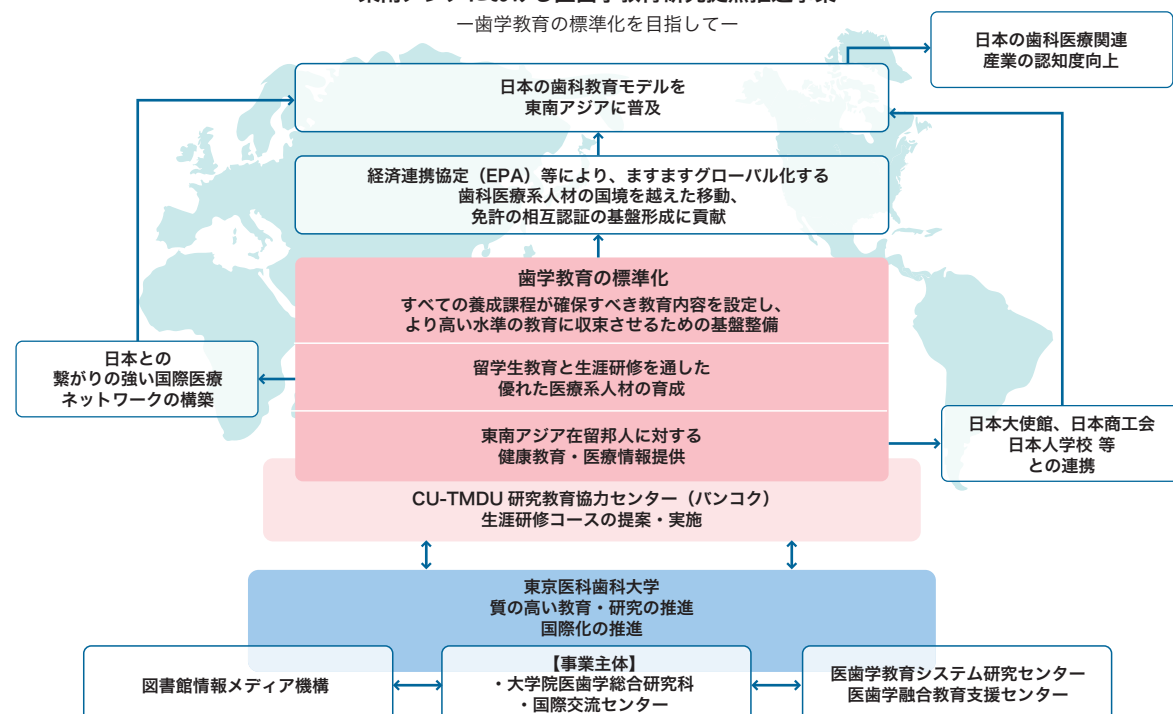 ー歯学教育の標準化を目指してー
日本の歯科医療関連
産業の認知度向上
日本の歯科教育モデルを
東南アジアに普及
経済連携協定（EPA）等により、ますますグローバル化する
歯科医療系人材の国境を越えた移動、
免許の相互認証の基盤形成に貢献
歯学教育の標準化
すべての養成課程が確保すべき教育内容を設定し、
より高い水準の教育に収束させるための基盤整備
日本との
繋がりの強い国際医療
ネットワークの構築
留学生教育と生涯研修を通した
優れた医療系人材の育成
東南アジア在留邦人に対する
健康教育・医療情報提供
日本大使館、日本商工会
日本人学校 等
との連携
CU-TMDU 研究教育協力センター（バンコク）
生涯研修コースの提案・実施
東京医科歯科大学
質の高い教育・研究の推進
国際化の推進
図書館情報メディア機構
【事業主体】
・大学院医歯学総合研究科
・国際交流センター
医歯学教育システム研究センター
医歯学融合教育支援センター